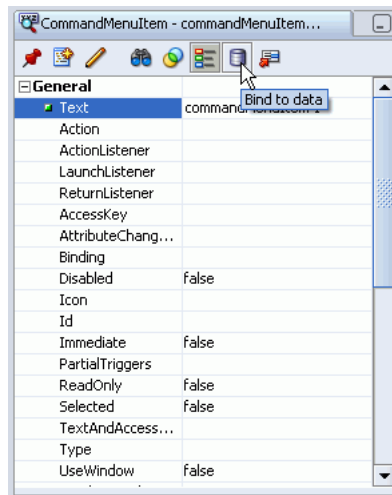 CommandMenuItem - commandMenuItem...
Bind to data
General
Text
Action
ActionListener
LaunchListener
ReturnListener
AccessKey
AttributeChang...
Binding
Disabled false
Icon
Id
Immediate false
PartialTriggers
ReadOnly false
Selected false
TextAndAccess...
Type
UseWindow false